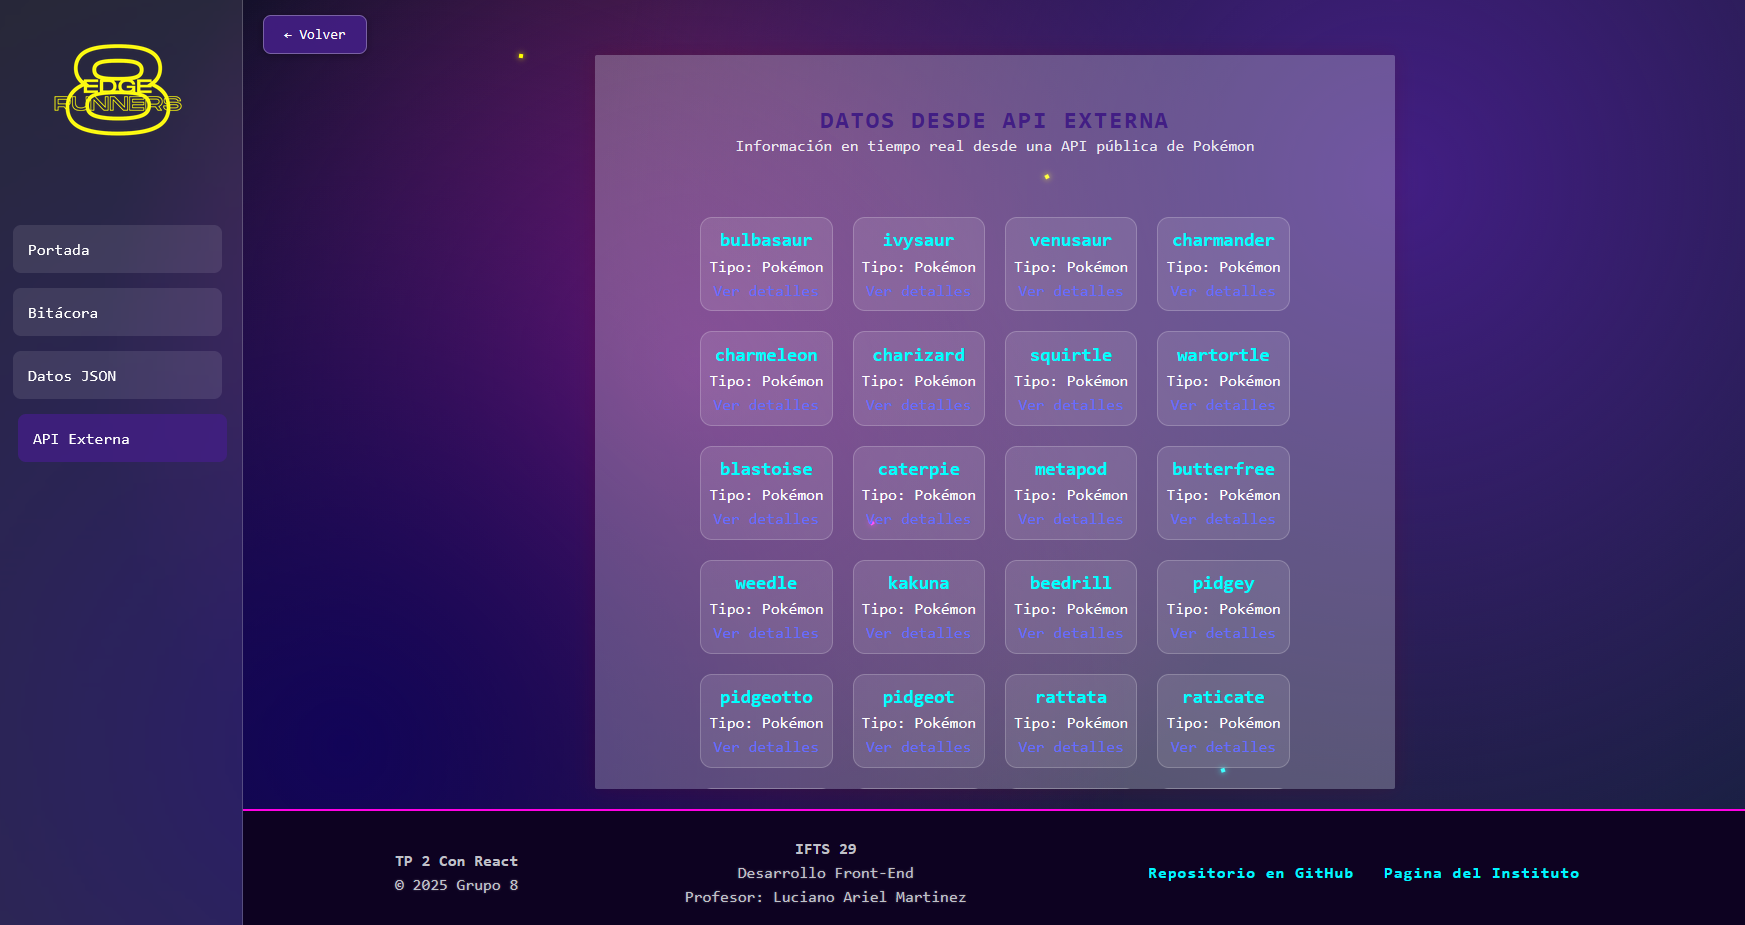 EDGE
RUNNERS
Portada
Bitácora
Datos JSON
API Externa
← Volver
DATOS DESDE API EXTERNA
Información en tiempo real desde una API pública de Pokémon
bulbasaur
Tipo: Pokémon
Ver detalles
ivysaur
Tipo: Pokémon
Ver detalles
venusaur
Tipo: Pokémon
Ver detalles
charmander
Tipo: Pokémon
Ver detalles
charmeleon
Tipo: Pokémon
Ver detalles
charizard
Tipo: Pokémon
Ver detalles
squirtle
Tipo: Pokémon
Ver detalles
wartortle
Tipo: Pokémon
Ver detalles
blastoise
Tipo: Pokémon
Ver detalles
caterpie
Tipo: Pokémon
Ver detalles
metapod
Tipo: Pokémon
Ver detalles
butterfree
Tipo: Pokémon
Ver detalles
weedle
Tipo: Pokémon
Ver detalles
kakuna
Tipo: Pokémon
Ver detalles
beedrill
Tipo: Pokémon
Ver detalles
pidgey
Tipo: Pokémon
Ver detalles
pidgeotto
Tipo: Pokémon
Ver detalles
pidgeot
Tipo: Pokémon
Ver detalles
rattata
Tipo: Pokémon
Ver detalles
raticate
Tipo: Pokémon
Ver detalles
TP 2 Con React
© 2025 Grupo 8
IFTS 29
Desarrollo Front-End
Profesor: Luciano Ariel Martinez
Repositorio en GitHub
Pagina del Instituto